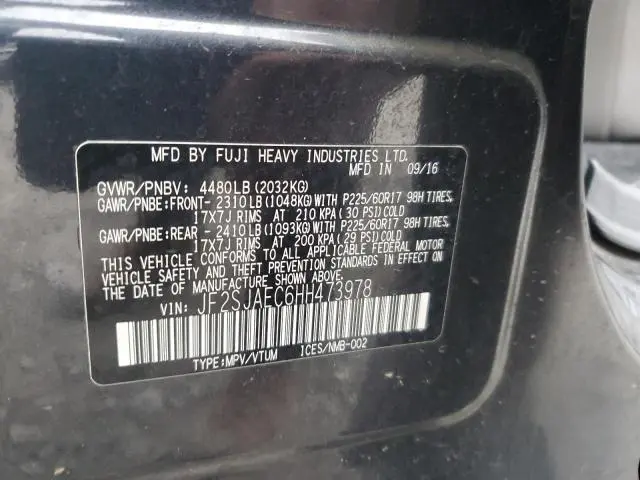 MFD BY FUJI HEAVY INDUSTRIES LTD.
MFD IN 09/16
GVWR/PNBV: 4480LB(2032KG)
GAWR/PNBE:FRONT- 2310LB(1048KG)WITH P225/60R17 98H TIRES,
17X7J RIMS AT 210 KPA(30 PSI)COLD
GAWR/PNBE:REAR - 2410LB(1093KG)WITH P225/60R17 98H TIRES,
17X7J RIMS AT 200 KPA(29 PSI)COLD
THIS VEHICLE CONFORMS TO ALL APPLICABLE FEDERAL MOTOR
VEHICLE SAFETY AND THEFT PREVENTION STANDARDS IN EFFECT
ON THE DATE OF MANUFACTURE SHOWN ABOVE.
VIN: JF2SJAEC6HH473978
TYPE:MPV/VTUM ICES/NMB-002